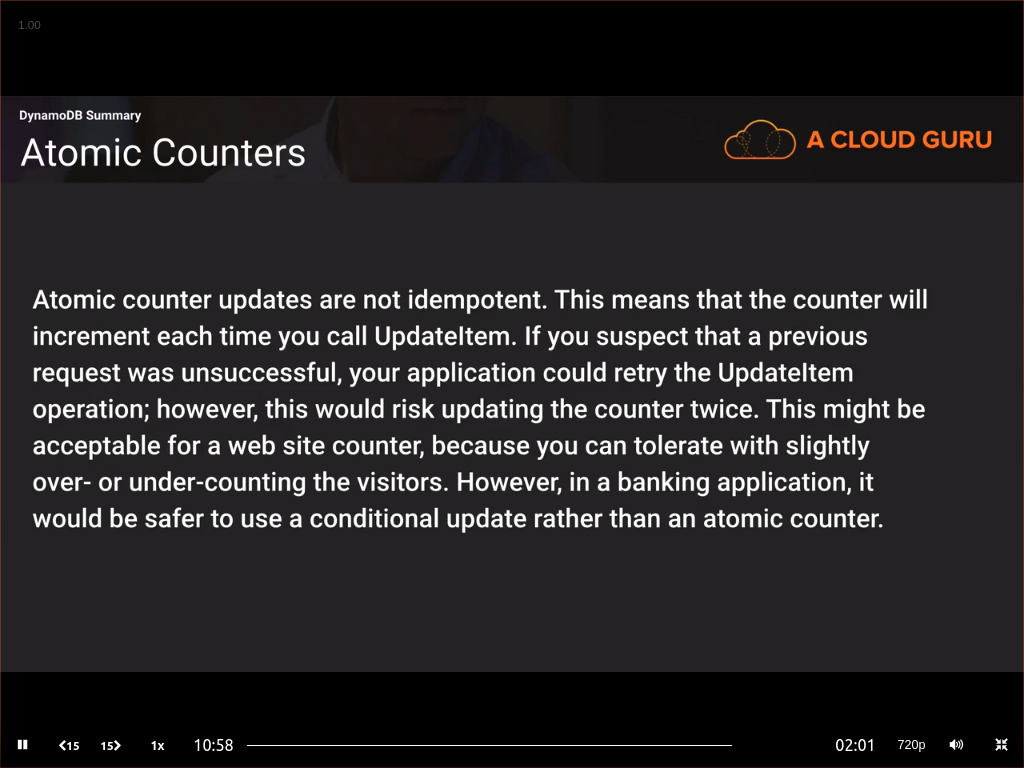 1.00
DynamoDB Summary
Atomic Counters
A CLOUD GURU
Atomic counter updates are not idempotent. This means that the counter will
increment each time you call UpdateItem. If you suspect that a previous
request was unsuccessful, your application could retry the UpdateItem
operation; however, this would risk updating the counter twice. This might be
acceptable for a web site counter, because you can tolerate with slightly
over- or under-counting the visitors. However, in a banking application, it
would be safer to use a conditional update rather than an atomic counter.
15 15 1x 10:58 02:01 720p